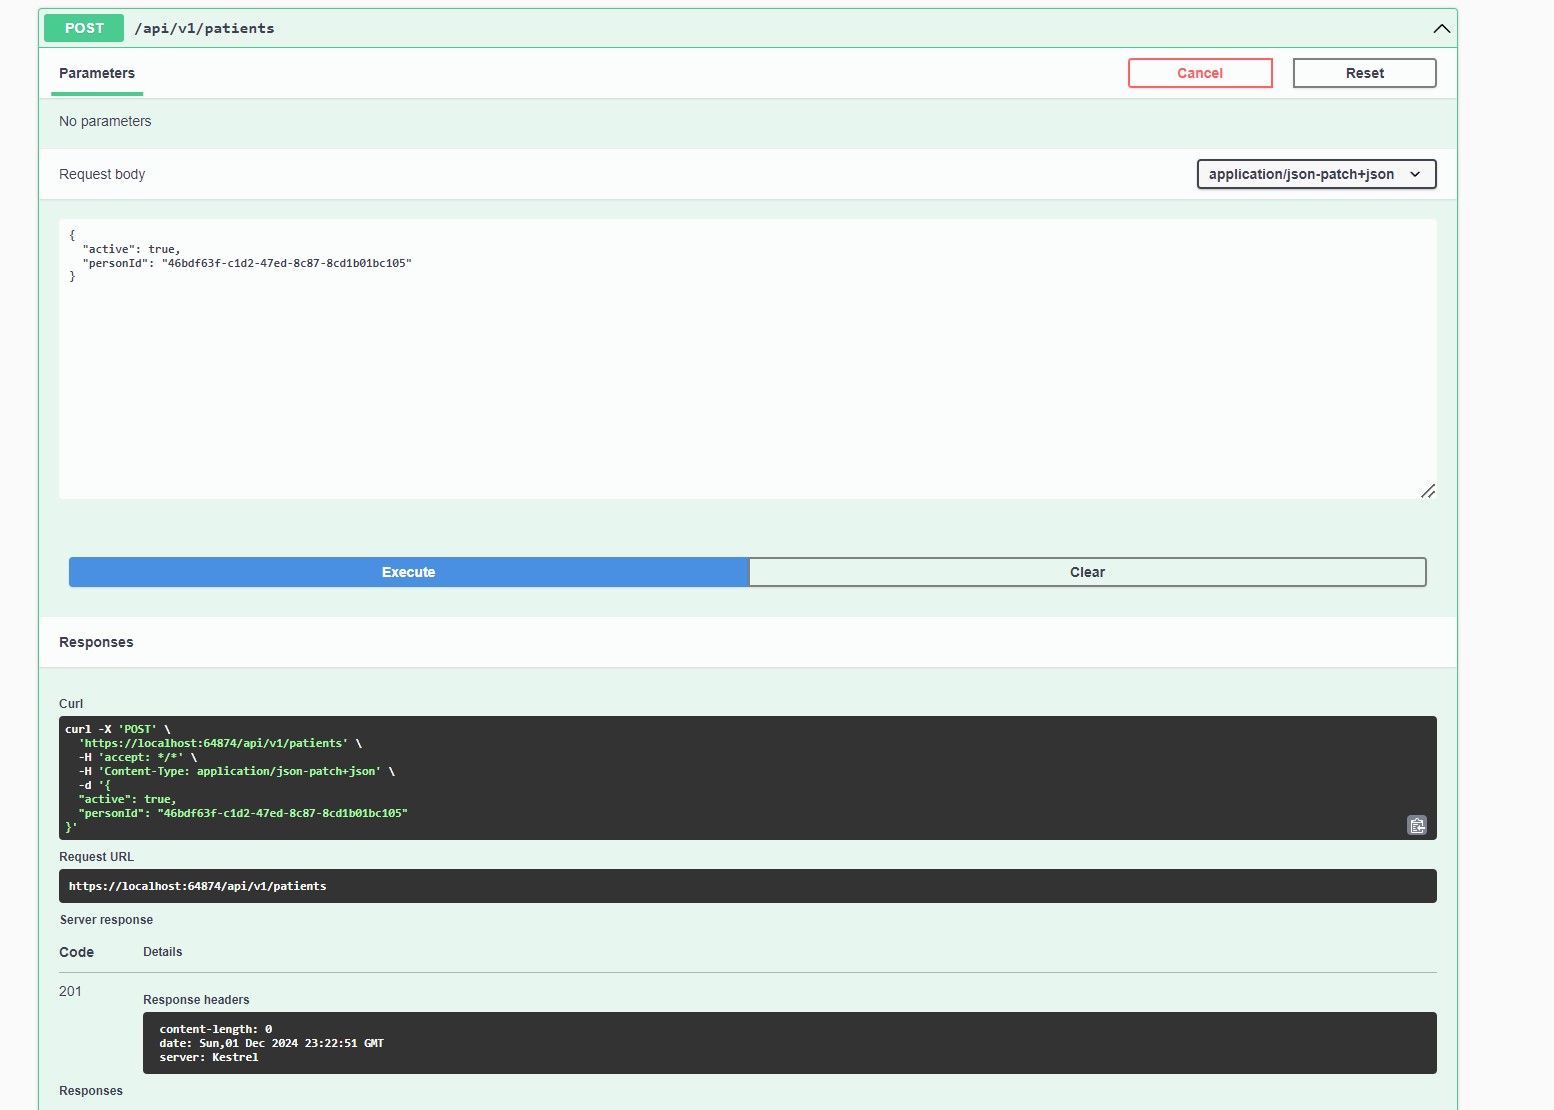 POST /api/v1/patients
Parameters
Cancel
Reset
No parameters
Request body
application/json-patch+json
{
  "active": true,
  "personId": "46bdf63f-c1d2-47ed-8c87-8cd1b01bc105"
}
Execute
Clear
Responses
Curl
curl -X 'POST' \
  'https://localhost:64874/api/v1/patients' \
  -H 'accept: */*' \
  -H 'Content-Type: application/json-patch+json' \
  -d '{
  "active": true,
  "personId": "46bdf63f-c1d2-47ed-8c87-8cd1b01bc105"
}'
Request URL
https://localhost:64874/api/v1/patients
Server response
Code Details
201
Response headers
content-length: 0
date: Sun,01 Dec 2024 23:22:51 GMT
server: Kestrel
Responses